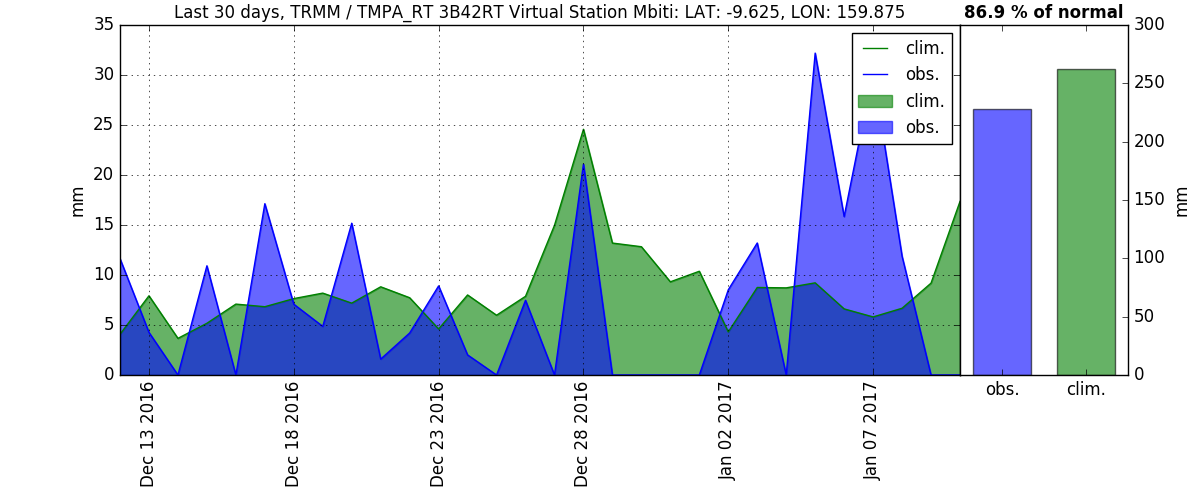 Last 30 days, TRMM / TMPA_RT 3B42RT Virtual Station Mbiti: LAT: -9.625, LON: 159.875
86.9 % of normal
35
30
25
20
15
10
5
0
mm
clim.
obs.
clim.
obs.
Dec 13 2016
Dec 18 2016
Dec 23 2016
Dec 28 2016
Jan 02 2017
Jan 07 2017
300
250
200
150
100
50
0
mm
obs.
clim.